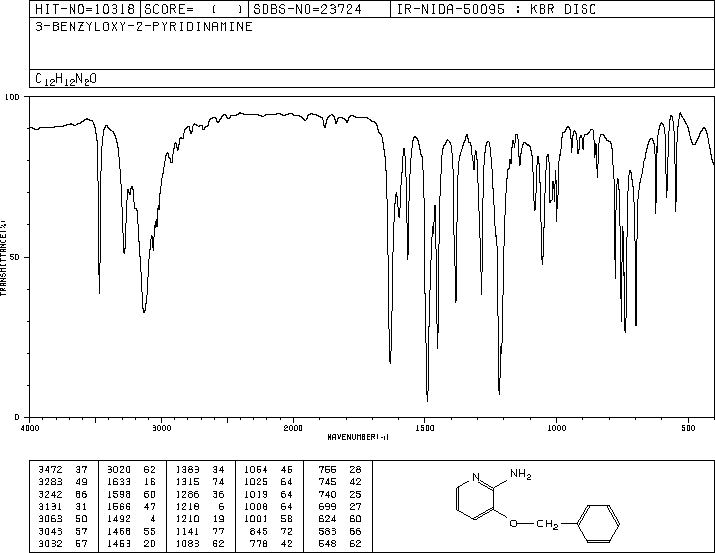 HIT-NO=10318 SCORE= ( ) SDBS-NO=23724 IR-NIDA-50095 : KBR DISC
3-BENZYLOXY-2-PYRIDINAMINE
C12H12N2O
100
50
0
TRANSMITTANCE(%)
4000 3000 2000 1500 1000 500
WAVENUMBER(-1)
3472 37 3020 62 1383 34 1054 46 755 28
3283 49 1633 16 1315 74 1025 64 745 42
3242 66 1598 60 1286 36 1019 64 740 25
3131 31 1566 47 1218 6 1008 64 699 27
3063 50 1492 4 1210 19 1001 58 624 60
3043 57 1468 55 1141 77 845 72 583 66
3032 57 1453 20 1083 62 778 42 548 62
N
NH2
O—CH2